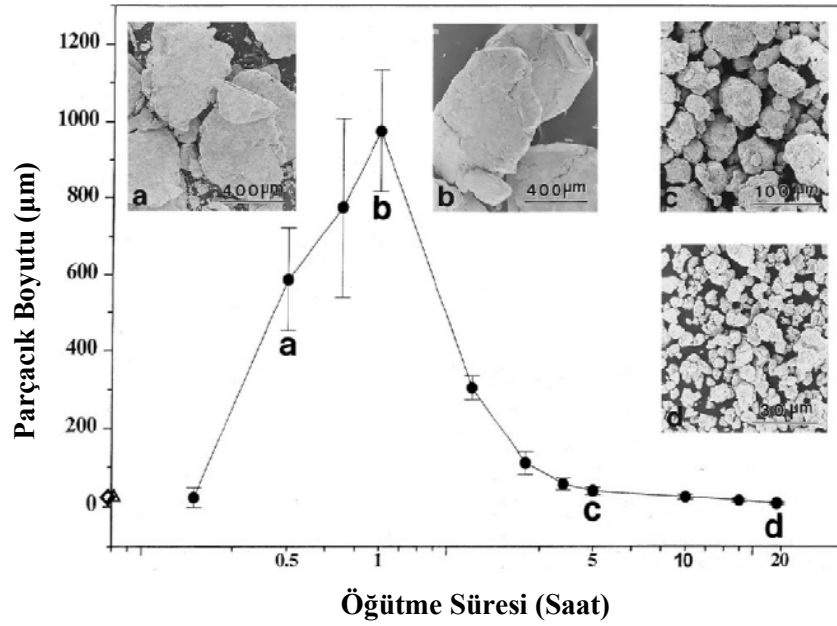 1200
1000
800
600
400
200
0
Parçacık Boyutu (µm)
a
400µm
b
400µm
c
100µm
d
30µm
a
b
c
d
0.5
1
5
10
20
Öğütme Süresi (Saat)